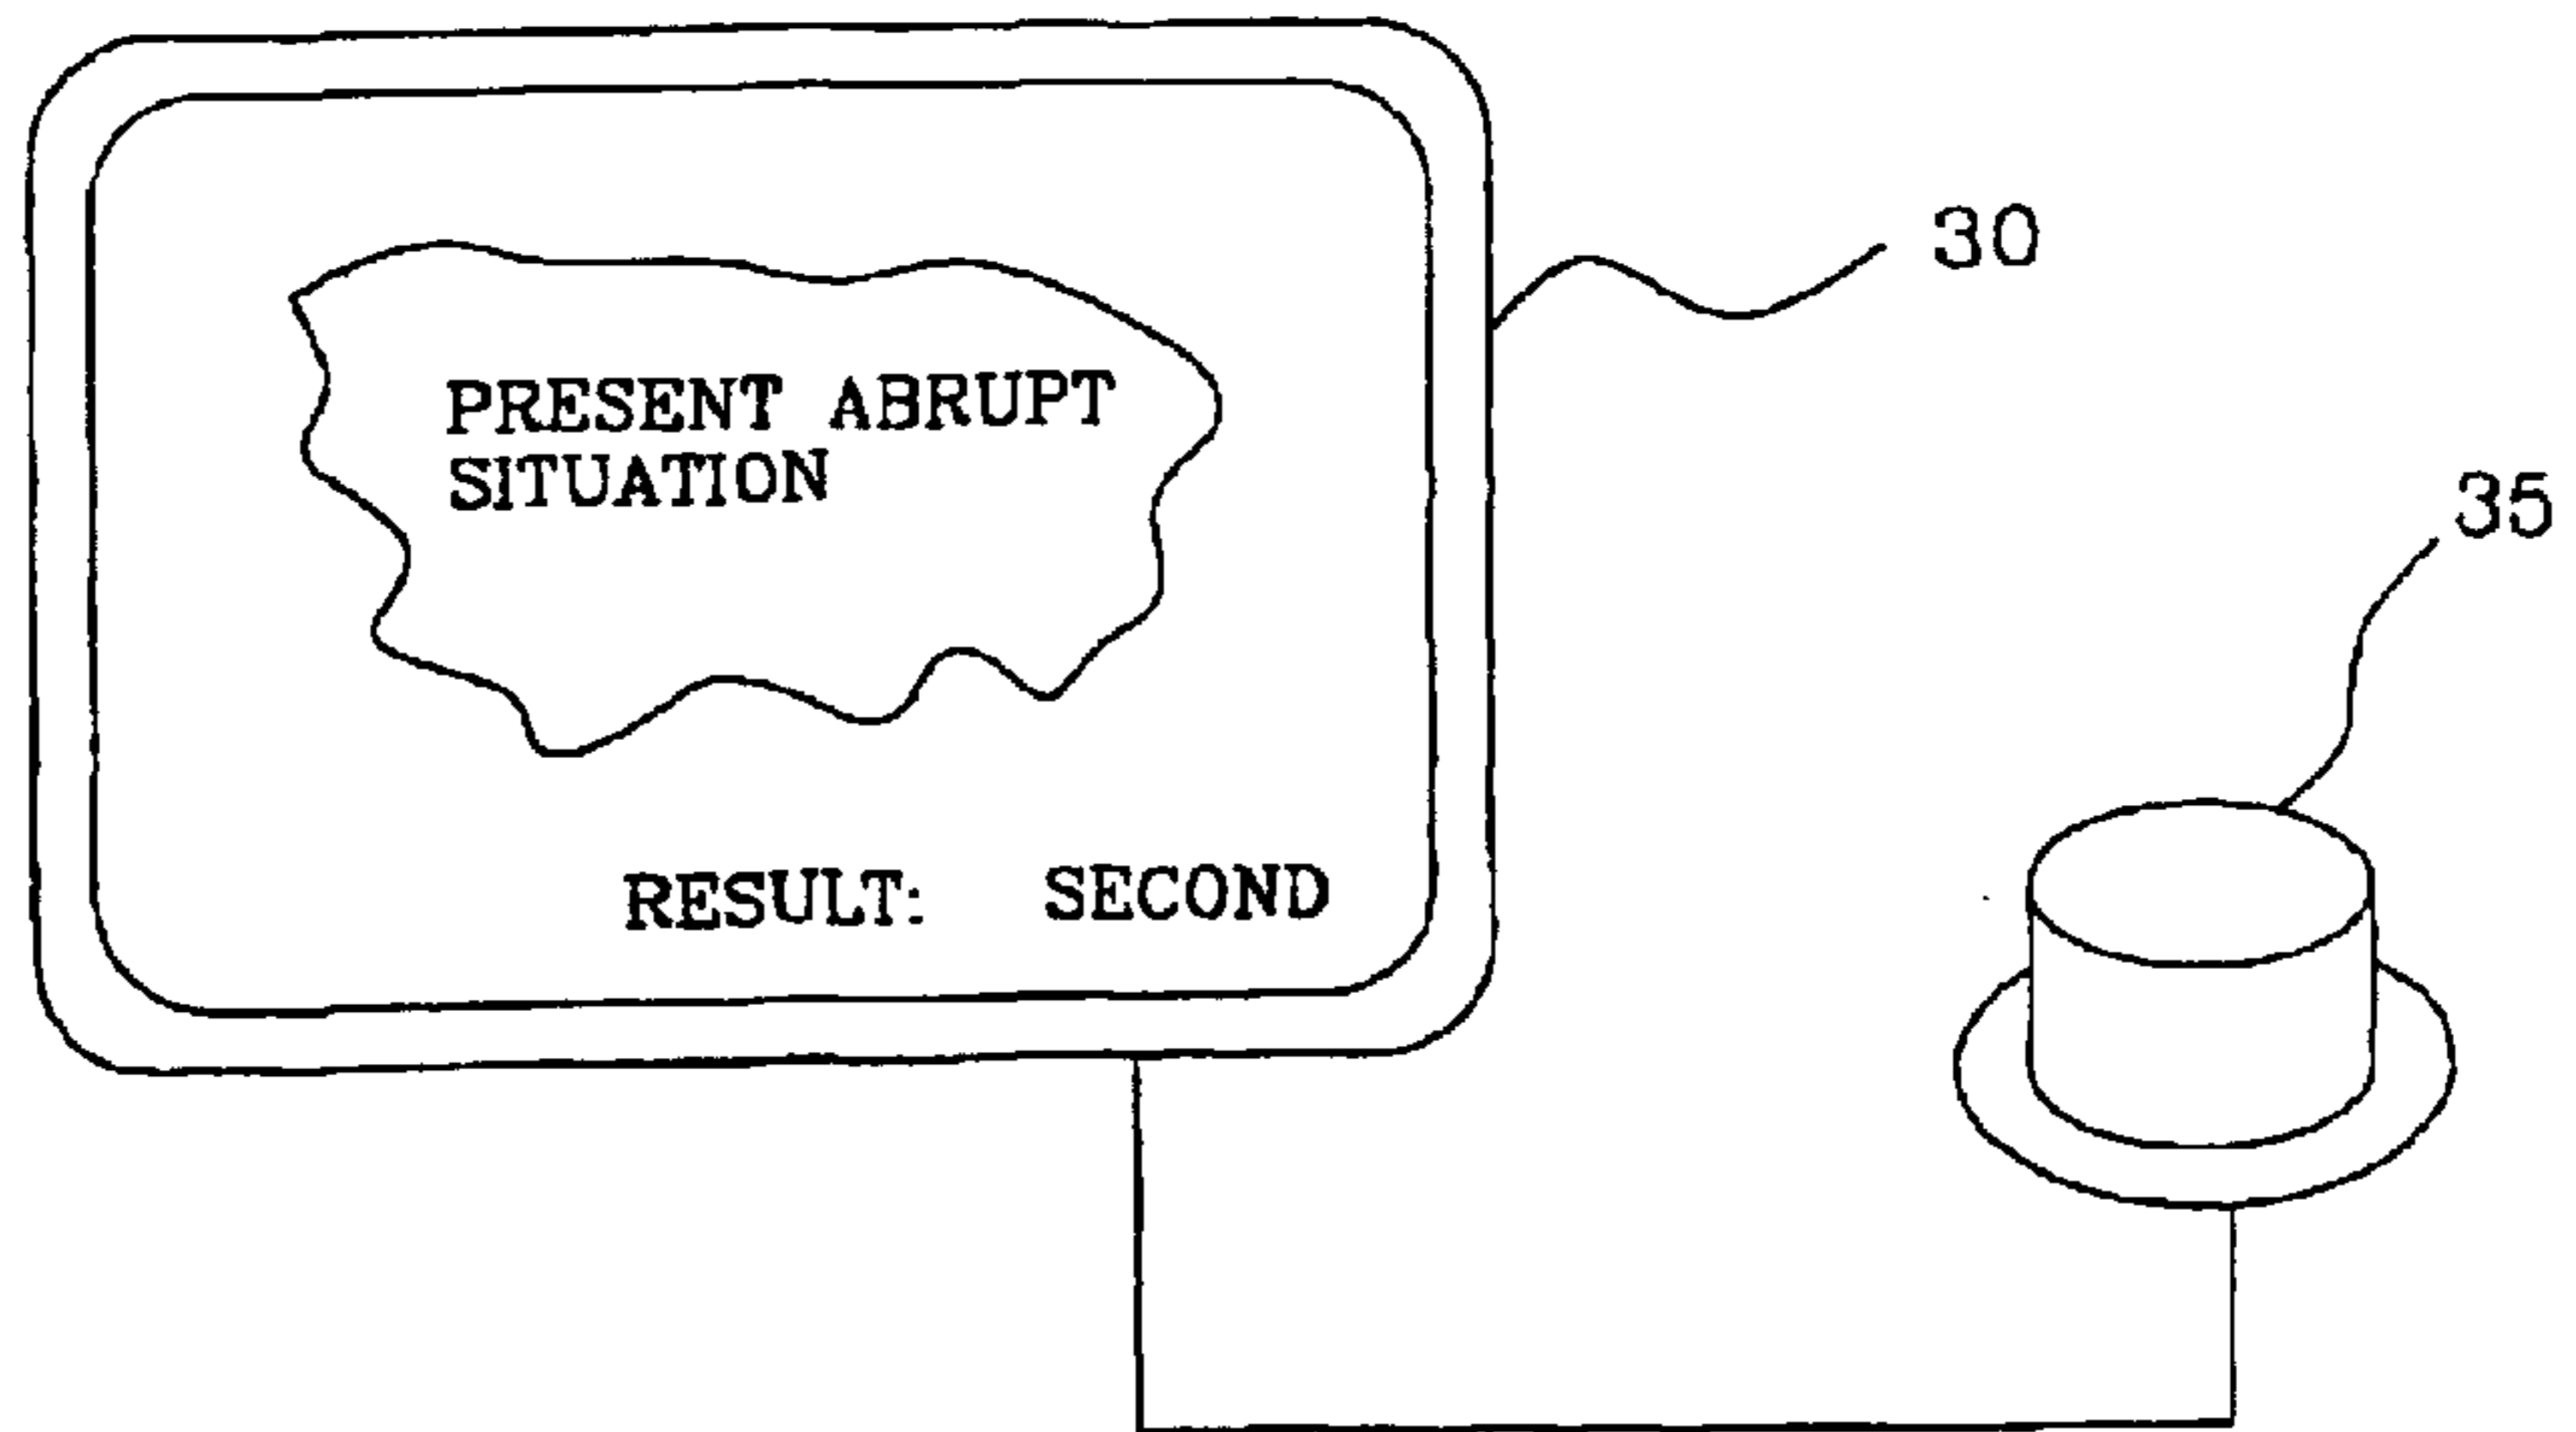 30
PRESENT ABRUPT
SITUATION
35
RESULT: SECOND